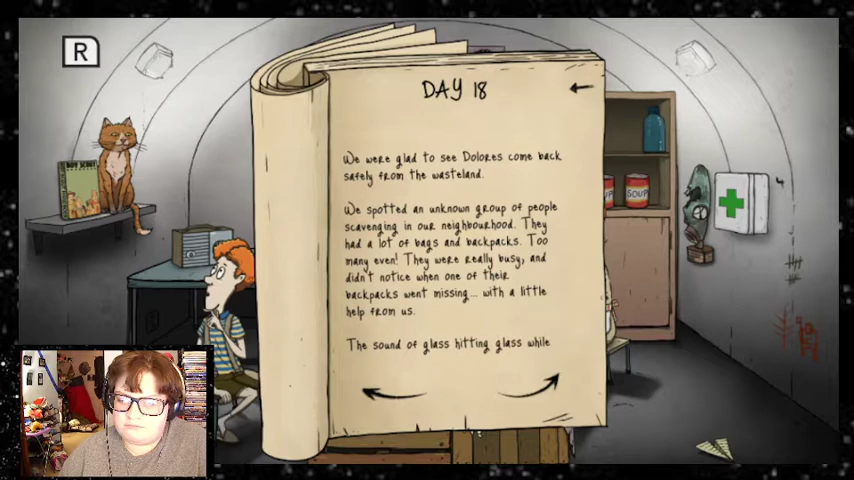 R
DAY 18
We were glad to see Dolores come back
safely from the wasteland.
We spotted an unknown group of people
scavenging in our neighbourhood. They
had a lot of bags and backpacks. Too
many even! They were really busy, and
didn't notice when one of their
backpacks went missing... with a little
help from us.
The sound of glass hitting glass while
BOY SCOUT
SOUP